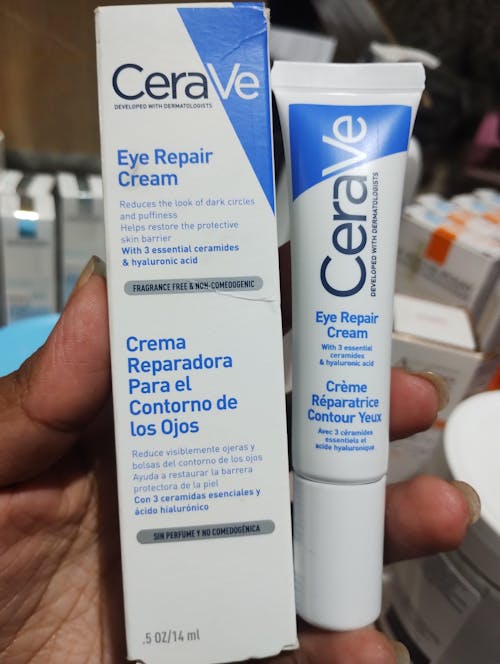 CeraVe
DEVELOPED WITH DERMATOLOGISTS
Eye Repair
Cream
Reduces the look of dark circles
and puffiness
Helps restore the protective
skin barrier
With 3 essential ceramides
& hyaluronic acid
FRAGRANCE FREE & NON-COMEDOGENIC
Crema
Reparadora
Para el
Contorno de
los Ojos
Reduce visiblemente ojeras y
bolsas del contorno de los ojos
Ayuda a restaurar la barrera
protectora de la piel
Con 3 ceramidas esenciales y
ácido hialurónico
SIN PERFUME Y NO COMEDOGÉNICA
.5 OZ/14 ml
CeraVe
DEVELOPED WITH DERMATOLOGISTS
Eye Repair
Cream
With 3 essential
ceramides
& hyaluronic acid
Crème
Réparatrice
Contour Yeux
Avec 3 céramides
essentiels et
acide hyaluronique